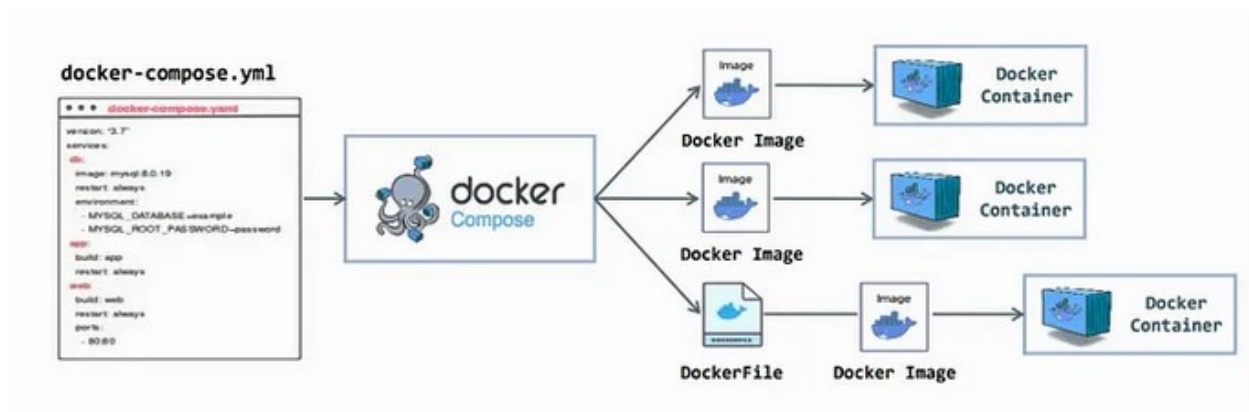 docker-compose.yml
docker-compose.yaml
version: "3.7"
services:
db:
image: mysql:8.0.19
restart: always
environment:
- MYSQL_DATABASE=example
- MYSQL_ROOT_PASSWORD=password
app:
build: app
restart: always
web:
build: web
restart: always
ports:
- 80:80
docker
Compose
Image
Docker Image
Docker
Container
Image
Docker Image
Docker
Container
DOCKERFILE
DockerFile
Image
Docker Image
Docker
Container